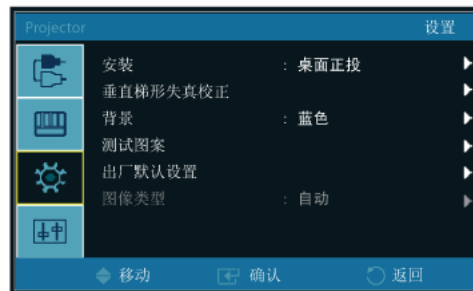 Projector 设置
安装 : 桌面正投
垂直梯形失真校正
背景 : 蓝色
测试图案
出厂默认设置
图像类型 : 自动
移动 确认 返回